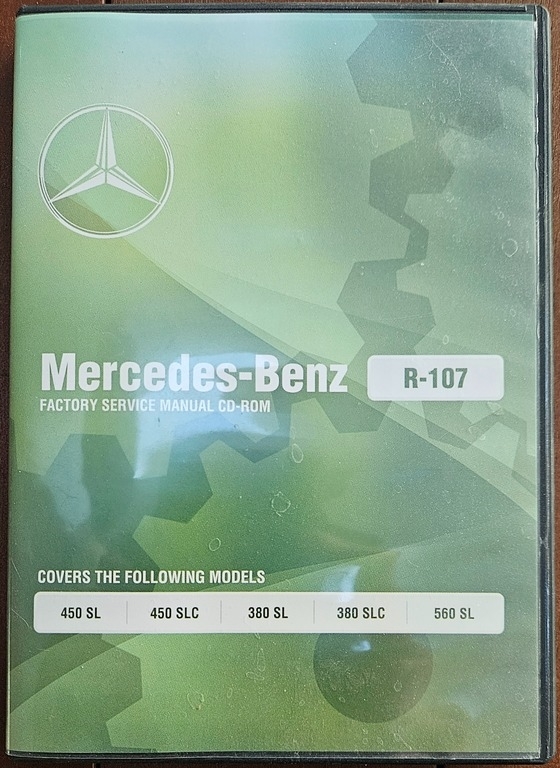 Mercedes-Benz R-107
FACTORY SERVICE MANUAL CD-ROM
COVERS THE FOLLOWING MODELS
450 SL 450 SLC 380 SL 380 SLC 560 SL